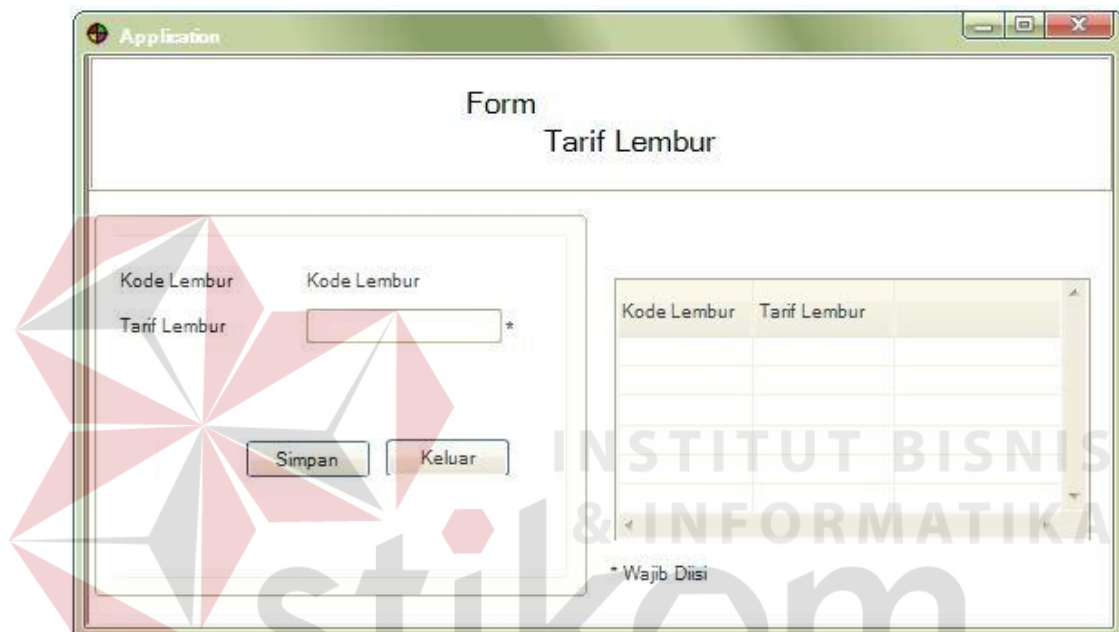 Application
Form
Tarif Lembur
Kode Lembur Kode Lembur
Tarif Lembur *
Simpan Keluar
Kode Lembur Tarif Lembur
* Wajib Diisi
INSTITUT BISNIS
& INFORMATIKA
stikom